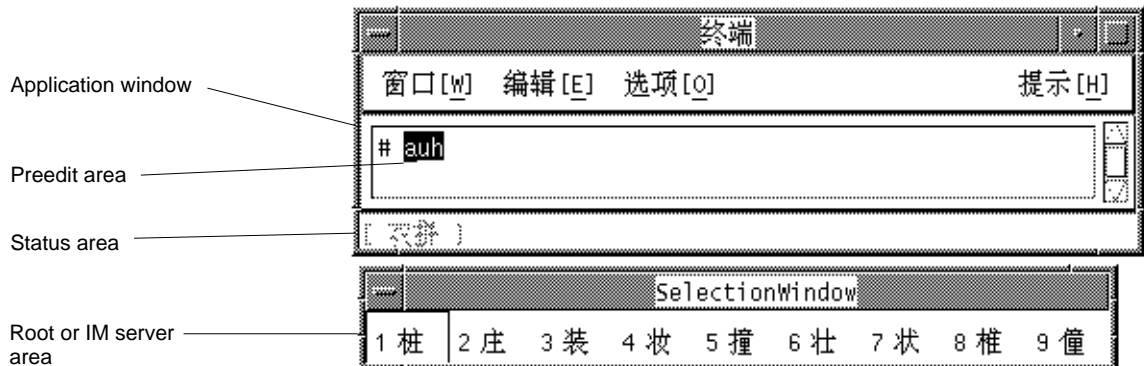 终端
Application window
窗口[W] 编辑[E] 选项[O] 提示[H]
Preedit area
# auh
Status area
[ 双拼 ]
SelectionWindow
Root or IM server
area
1 桩 2 庄 3 装 4 妆 5 撞 6 壮 7 状 8 椎 9 僮